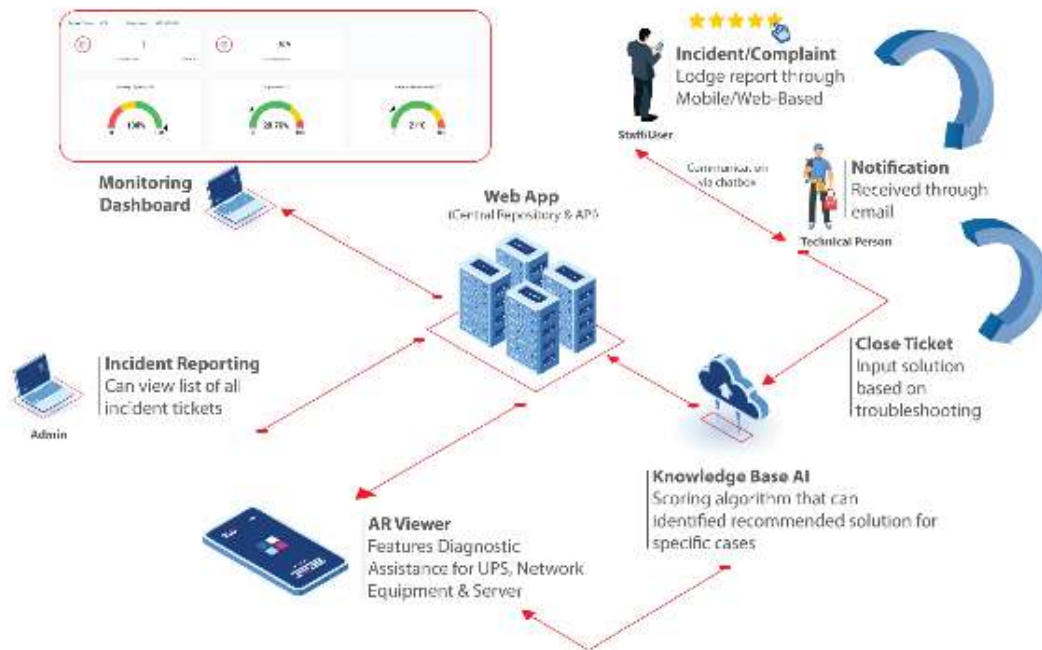 100%
Monitoring
Dashboard
Incident/Complaint
Lodge report through
Mobile/Web-Based
Staff/User
Communication
via chatbox
Notification
Received through
email
Technical Person
Web App
(Central Repository & API)
Incident Reporting
Can view list of all
incident tickets
Admin
Close Ticket
Input solution
based on
troubleshooting
Knowledge Base AI
Scoring algorithm that can
identified recommended solution for
specific cases
AR Viewer
Features Diagnostic
Assistance for UPS, Network
Equipment & Server